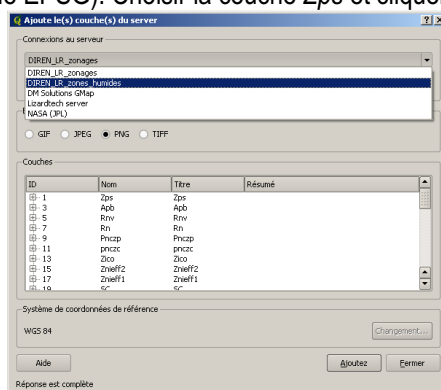 Ajoute le(s) couche(s) du server
Connexions au serveur
DIREN_LR_zonages
DIREN_LR_zonages
DIREN_LR_zones_humides
DM Solutions GMap
Lizardtech server
NASA (JPL)
GIF JPEG PNG TIFF
Couches
ID Nom Titre Résumé
1 Zps Zps
3 Apb Apb
5 Rnv Rnv
7 Rn Rn
9 Pnczp Pnczp
11 pnczc pnczc
13 Zico Zico
15 Znieff2 Znieff2
17 Znieff1 Znieff1
19 SC SC
Système de coordonnées de référence
WGS 84 Changement...
Aide Ajoutez Fermer
Réponse est complète